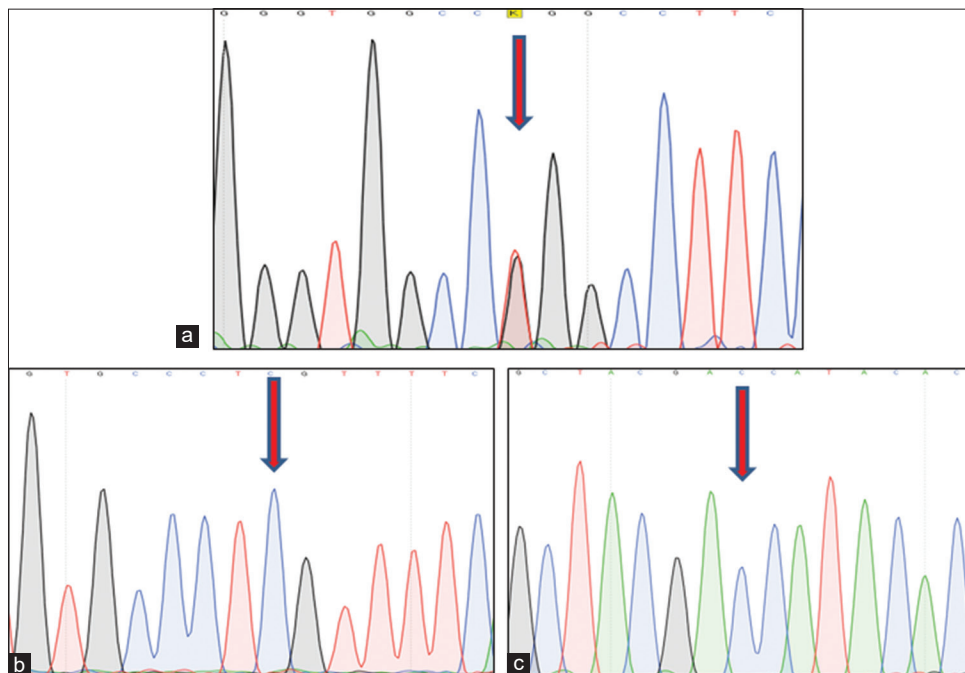 G G G T G G C C K G G C C T T C
a
G T G C C C T C G T T T T C
b
G C T A C G A C C A T A C A C
c